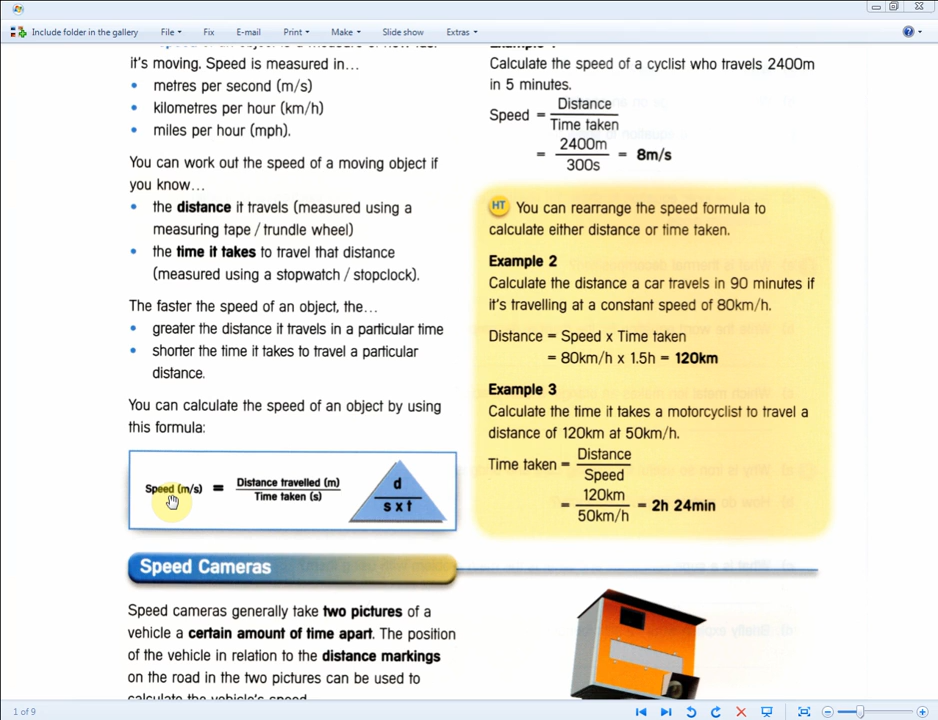 Include folder in the gallery
File
Fix
E-mail
Print
Make
Slide show
Extras
it's moving. Speed is measured in…
• metres per second (m/s)
• kilometres per hour (km/h)
• miles per hour (mph).
You can work out the speed of a moving object if
you know…
• the distance it travels (measured using a
measuring tape / trundle wheel)
• the time it takes to travel that distance
(measured using a stopwatch / stopclock).
The faster the speed of an object, the…
• greater the distance it travels in a particular time
• shorter the time it takes to travel a particular
distance.
You can calculate the speed of an object by using
this formula:
Speed (m/s) = Distance travelled (m)
Time taken (s)
d
s x t
Speed Cameras
Speed cameras generally take two pictures of a
vehicle a certain amount of time apart. The position
of the vehicle in relation to the distance markings
on the road in the two pictures can be used to
calculate the vehicle's speed.
Calculate the speed of a cyclist who travels 2400m
in 5 minutes.
Speed = Distance
Time taken
= 2400m = 8m/s
300s
HT You can rearrange the speed formula to
calculate either distance or time taken.
Example 2
Calculate the distance a car travels in 90 minutes if
it's travelling at a constant speed of 80km/h.
Distance = Speed x Time taken
= 80km/h x 1.5h = 120km
Example 3
Calculate the time it takes a motorcyclist to travel a
distance of 120km at 50km/h.
Time taken = Distance
Speed
= 120km = 2h 24min
50km/h
1 of 9